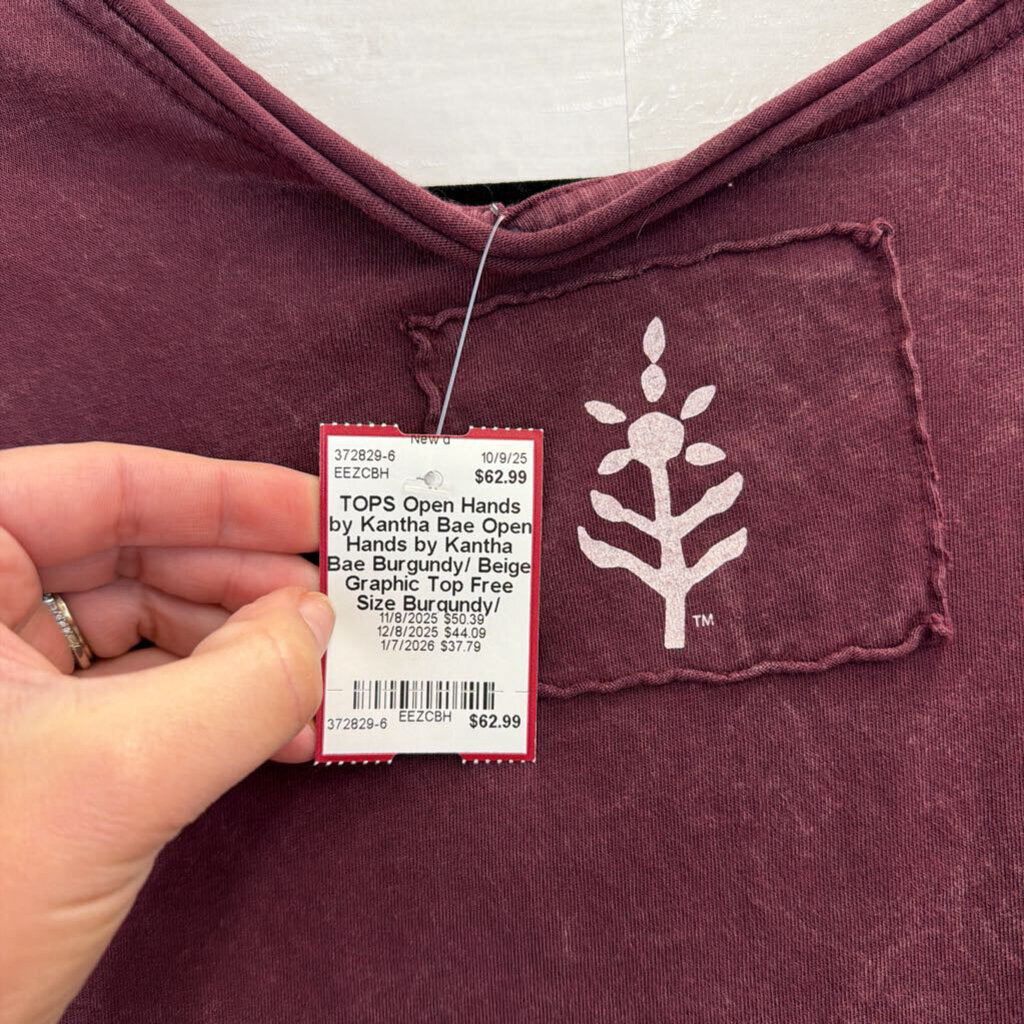 New d
372829-6 10/9/25
EEZCBH $62.99
TOPS Open Hands
by Kantha Bae Open
Hands by Kantha
Bae Burgundy/ Beige
Graphic Top Free
Size Burgundy/
11/8/2025 $50.39
12/8/2025 $44.09
1/7/2026 $37.79
372829-6 EEZCBH $62.99
TM